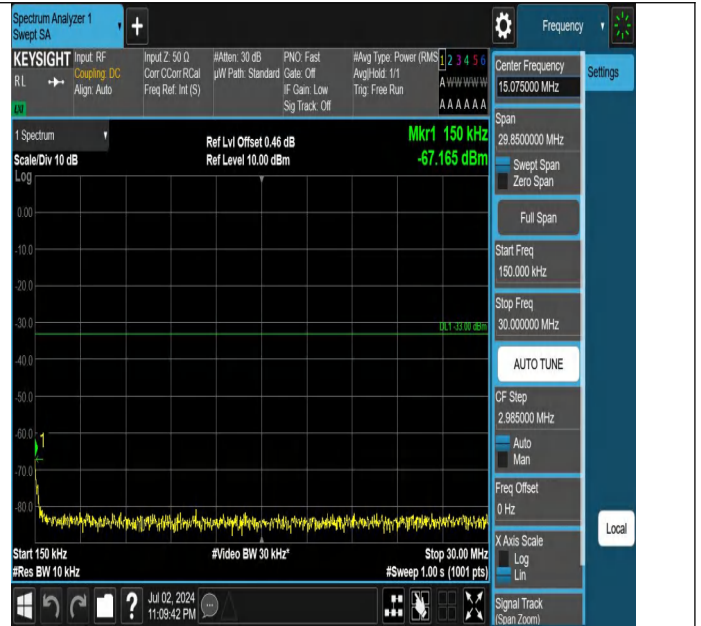 Spectrum Analyzer 1
Swept SA
+
Frequency
KEYSIGHT
Input: RF
Coupling: DC
Align: Auto
Input Z: 50 Ω
Corr CCorr RCal
Freq Ref: Int (S)
#Atten: 30 dB
µW Path: Standard
PNO: Fast
Gate: Off
IF Gain: Low
Sig Track: Off
#Avg Type: Power (RMS
Avg|Hold: 1/1
Trig: Free Run
1 2 3 4 5 6
A W W W W W
A A A A A A
RL
LXI
Center Frequency
15.075000 MHz
Settings
Span
29.8500000 MHz
Swept Span
Zero Span
Full Span
Start Freq
150.000 kHz
Stop Freq
30.000000 MHz
AUTO TUNE
CF Step
2.985000 MHz
Auto
Man
Freq Offset
0 Hz
X Axis Scale
Log
Lin
Signal Track
(Span Zoom)
Local
1 Spectrum
Scale/Div 10 dB
Log
Ref Lvl Offset 0.46 dB
Ref Level 10.00 dBm
Mkr1 150 kHz
-67.165 dBm
0.00
-10.0
-20.0
-30.0
DL1 -33.00 dBm
-40.0
-50.0
-60.0
1
-70.0
-80.0
Start 150 kHz
#Video BW 30 kHz*
Stop 30.00 MHz
#Res BW 10 kHz
#Sweep 1.00 s (1001 pts)
?
Jul 02, 2024
11:09:42 PM